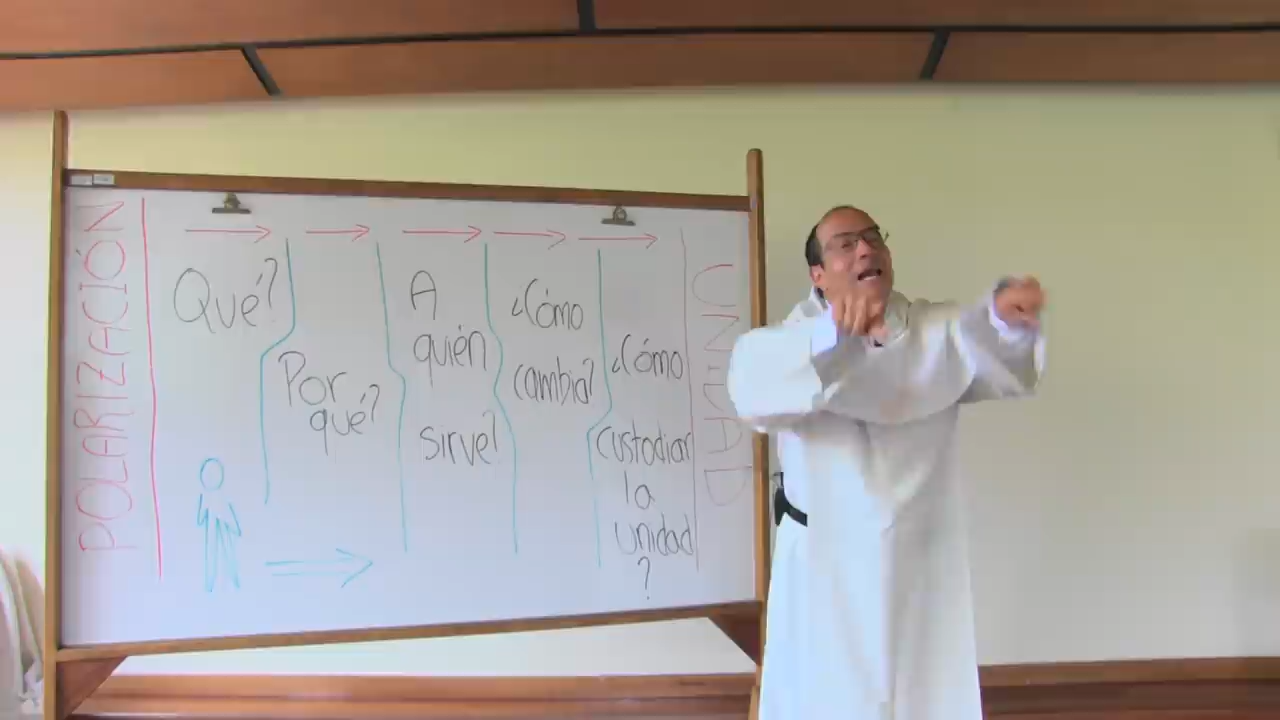 POLARIZACIÓN
Qué?
Por
qué?
A
quién
sirve?
¿Cómo
cambia?
¿Cómo
custodiar
la
unidad
?
UNIDAD